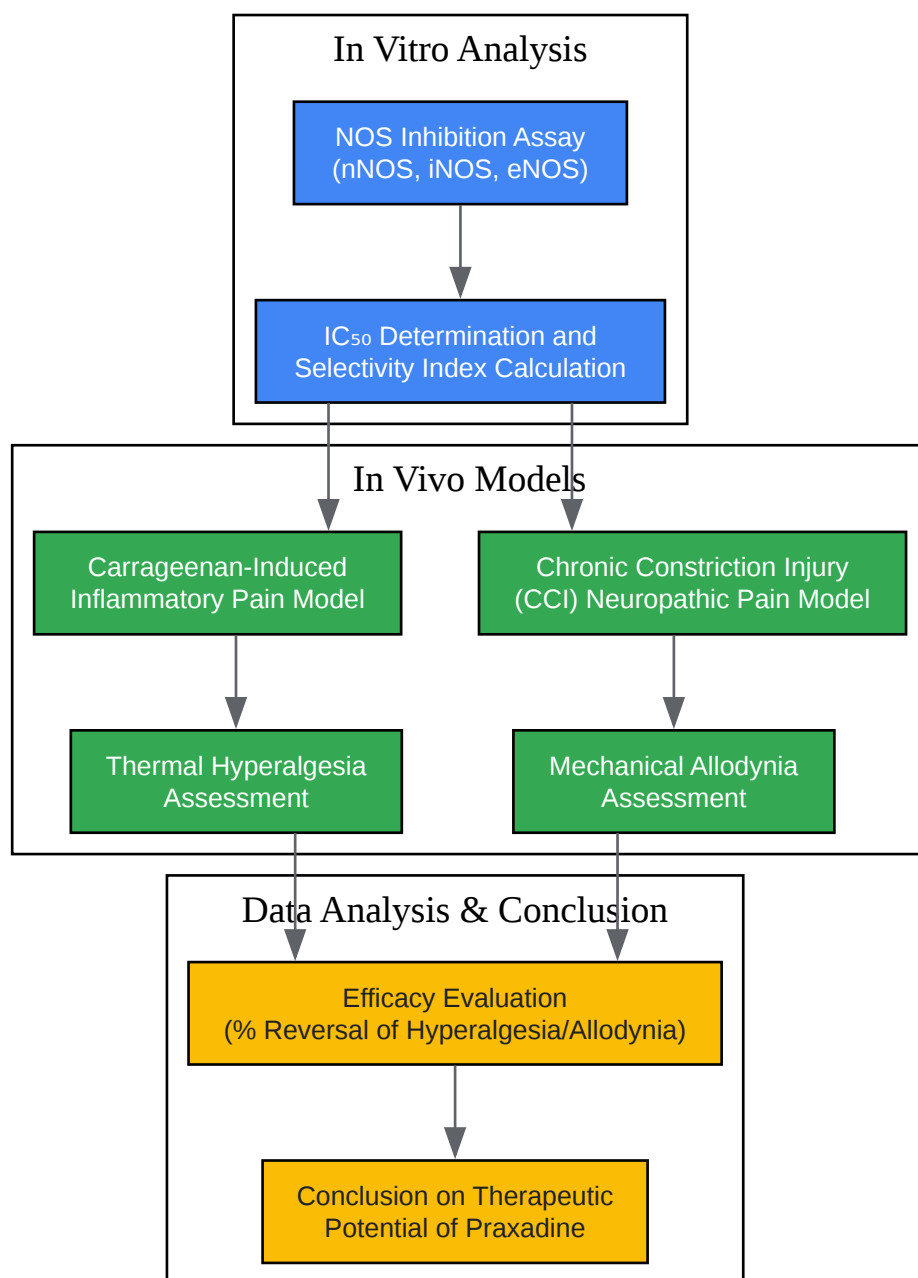 In Vitro Analysis
NOS Inhibition Assay
(nNOS, iNOS, eNOS)
IC₅₀ Determination and
Selectivity Index Calculation
In Vivo Models
Carrageenan-Induced
Inflammatory Pain Model
Chronic Constriction Injury
(CCI) Neuropathic Pain Model
Thermal Hyperalgesia
Assessment
Mechanical Allodynia
Assessment
Data Analysis & Conclusion
Efficacy Evaluation
(% Reversal of Hyperalgesia/Allodynia)
Conclusion on Therapeutic
Potential of Praxadine